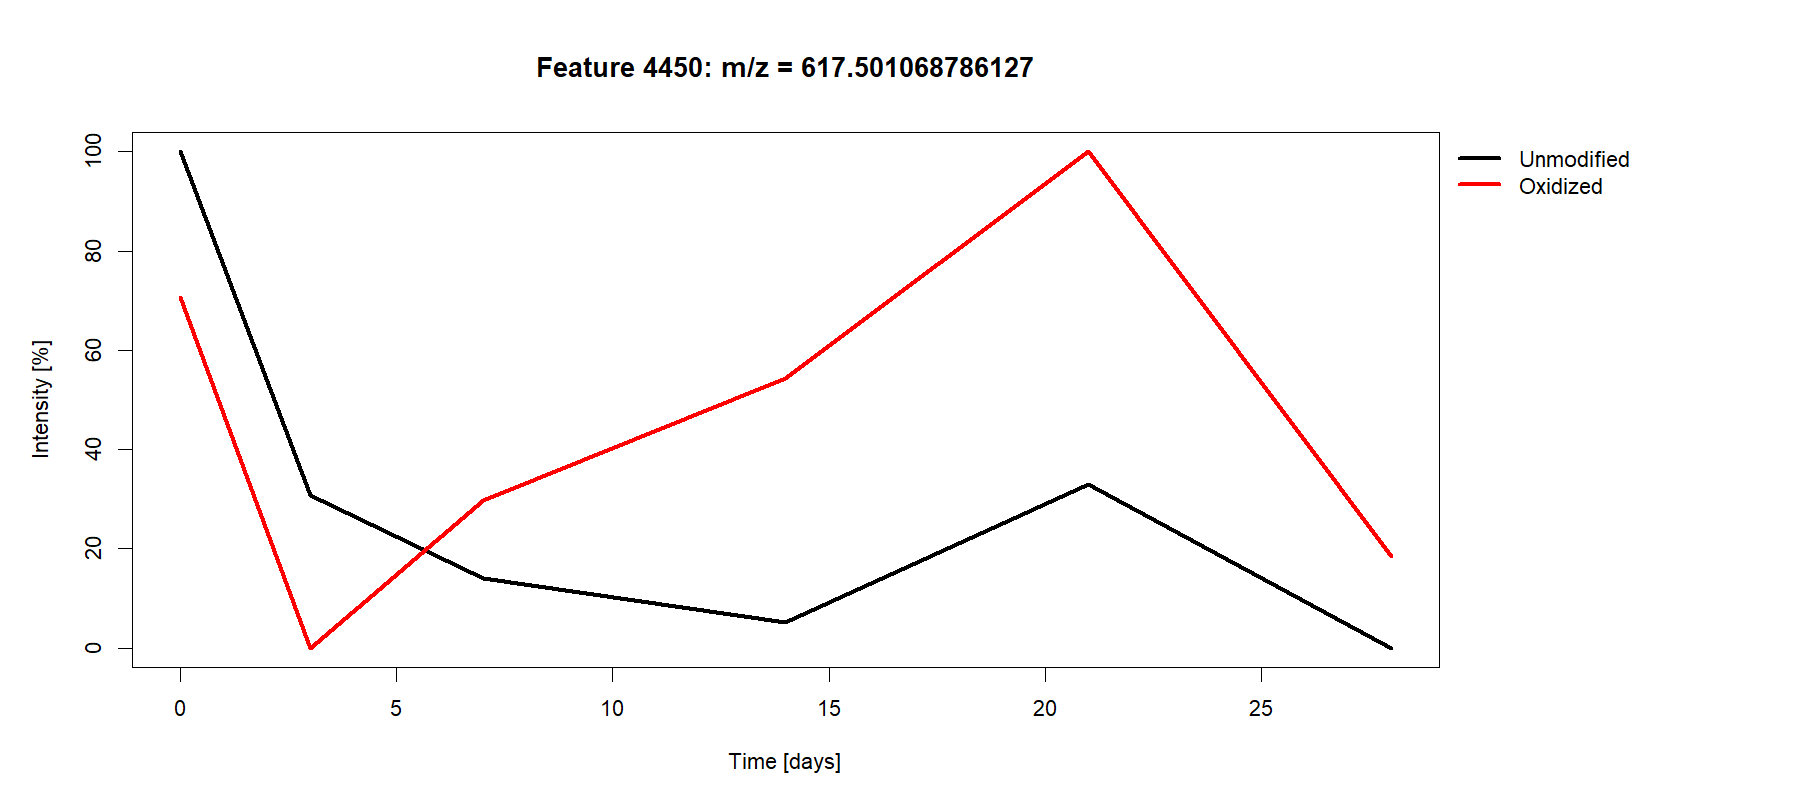 Feature 4450: m/z = 617.501068786127
Unmodified
Oxidized
Intensity [%]
100
80
60
40
20
0
0 5 10 15 20 25
Time [days]